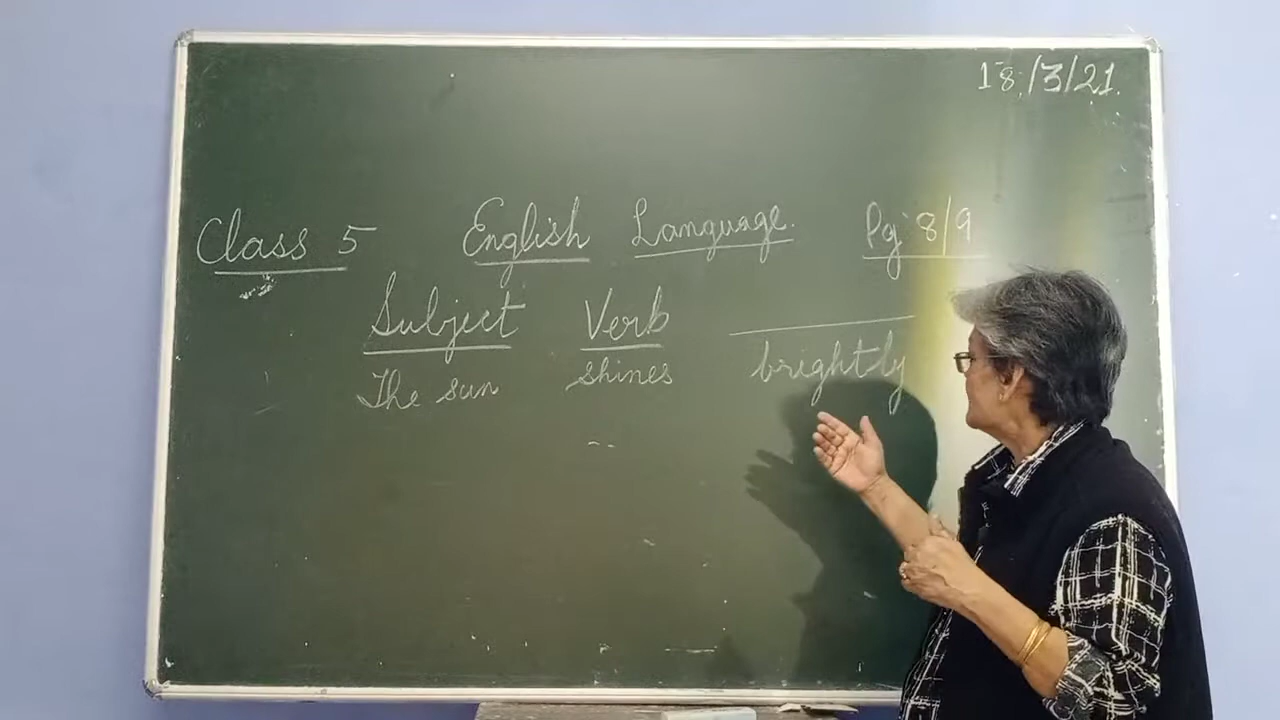 18/3/21.
Class 5 English Language. Pg 8/9
Subject Verb
The sun shines brightly